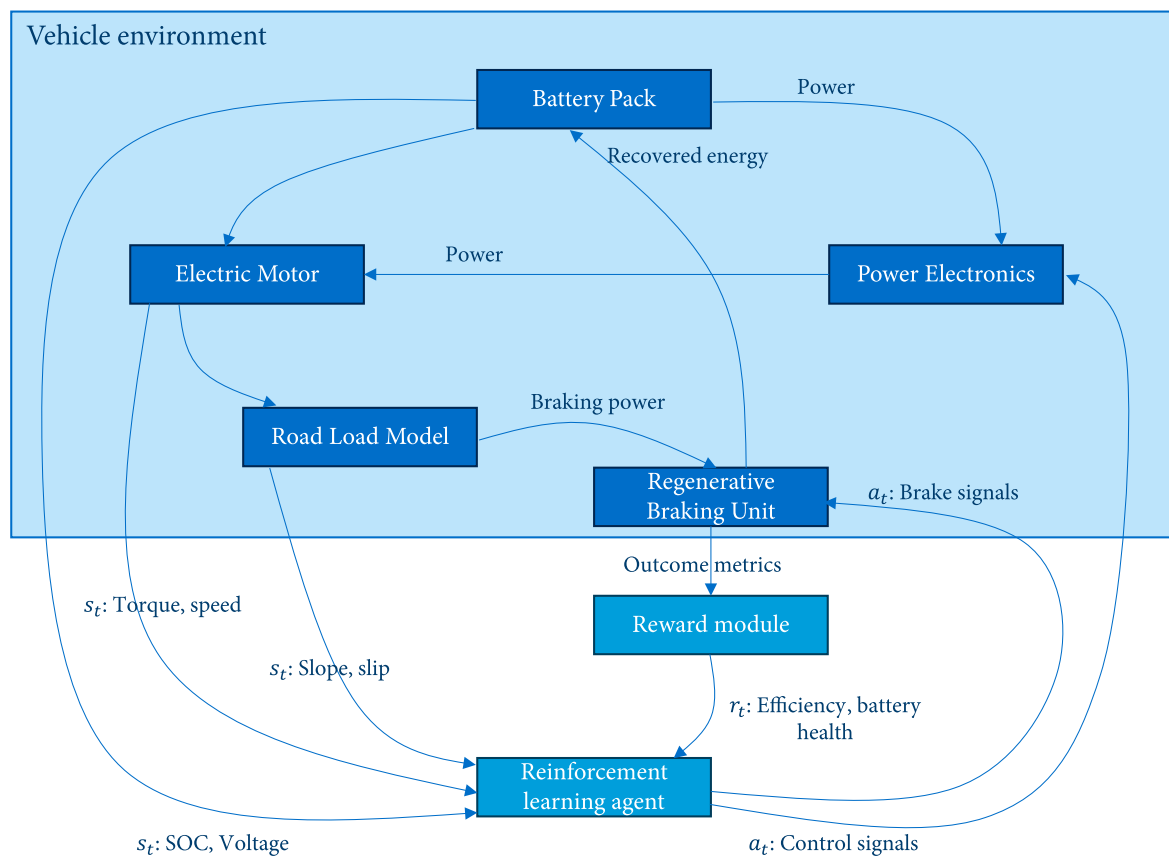 Vehicle environment
Power
Battery Pack
Recovered energy
Power
Electric Motor
Power Electronics
Braking power
Road Load Model
Regenerative
Braking Unit
a_t: Brake signals
Outcome metrics
s_t: Torque, speed
Reward module
s_t: Slope, slip
r_t: Efficiency, battery
health
Reinforcement
learning agent
s_t: SOC, Voltage
a_t: Control signals